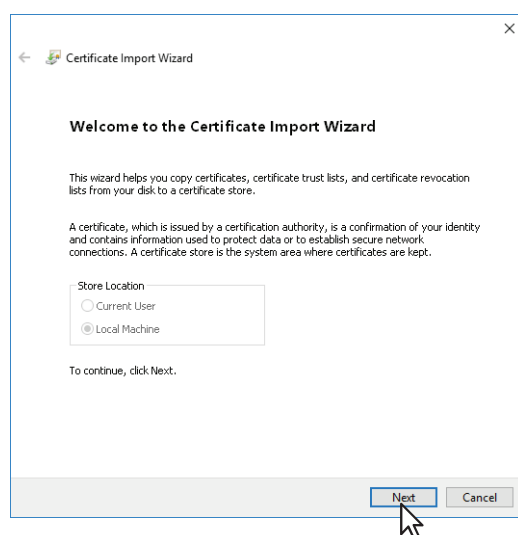 Certificate Import Wizard
Welcome to the Certificate Import Wizard
This wizard helps you copy certificates, certificate trust lists, and certificate revocation
lists from your disk to a certificate store.
A certificate, which is issued by a certification authority, is a confirmation of your identity
and contains information used to protect data or to establish secure network
connections. A certificate store is the system area where certificates are kept.
Store Location
Current User
Local Machine
To continue, click Next.
Next Cancel